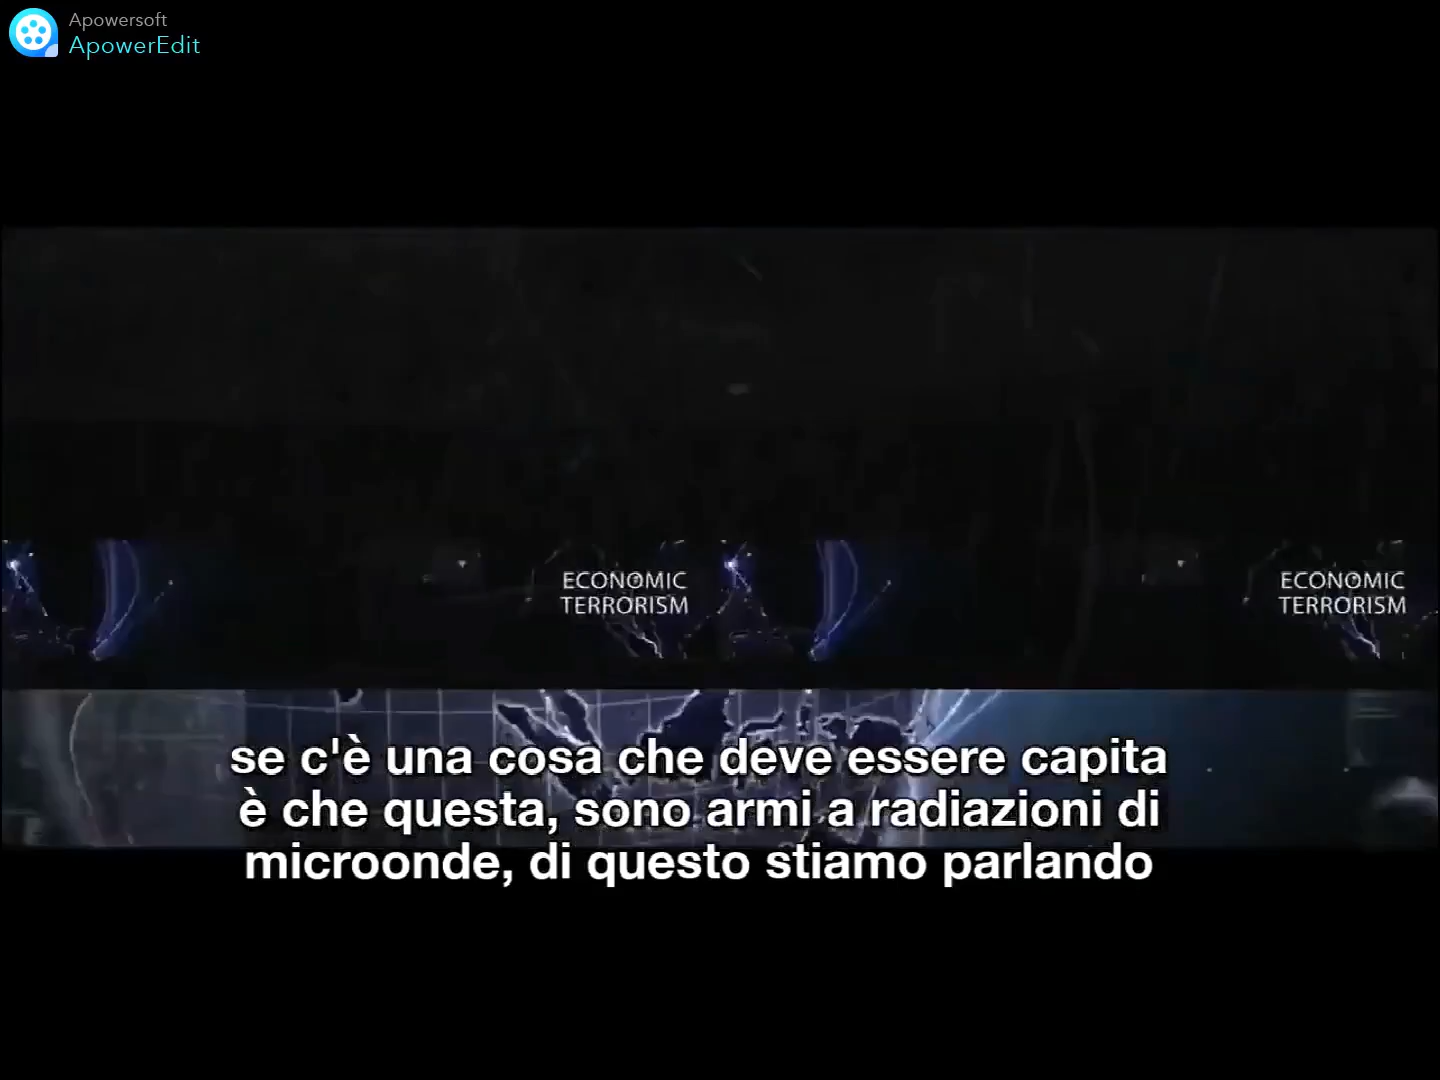 Apowersoft
ApowerEdit
ECONOMIC
TERRORISM
ECONOMIC
TERRORISM
se c'è una cosa che deve essere capita
è che questa, sono armi a radiazioni di
microonde, di questo stiamo parlando